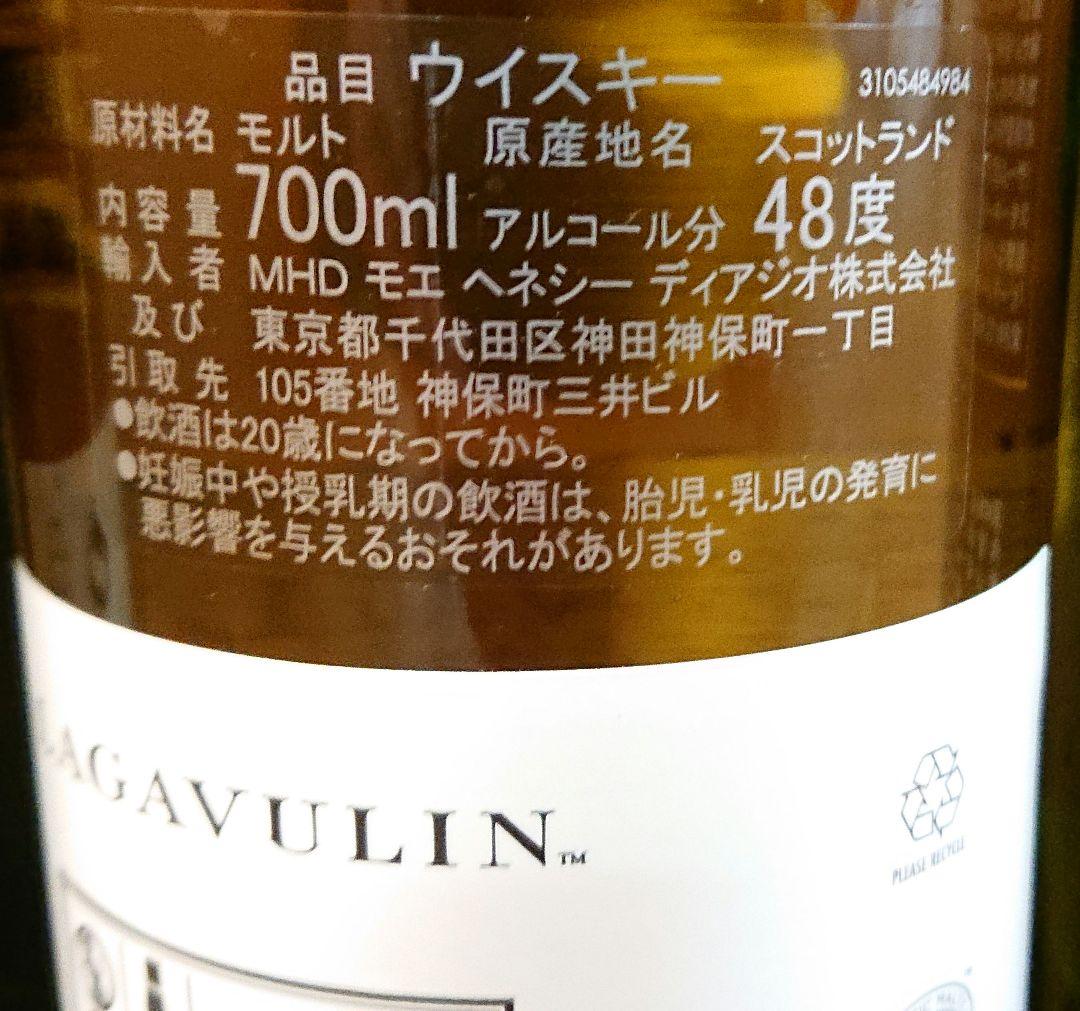 品目 ウイスキー 3105484984
原材料名 モルト 原産地名 スコットランド
内容量 700ml アルコール分 48度
輸入者 MHD モエ ヘネシー ディアジオ株式会社
及び 東京都千代田区神田神保町一丁目
引取先 105番地 神保町三井ビル
●飲酒は20歳になってから。
●妊娠中や授乳期の飲酒は、胎児・乳児の発育に
悪影響を与えるおそれがあります。
LAGAVULIN™
PLEASE RECYCLE